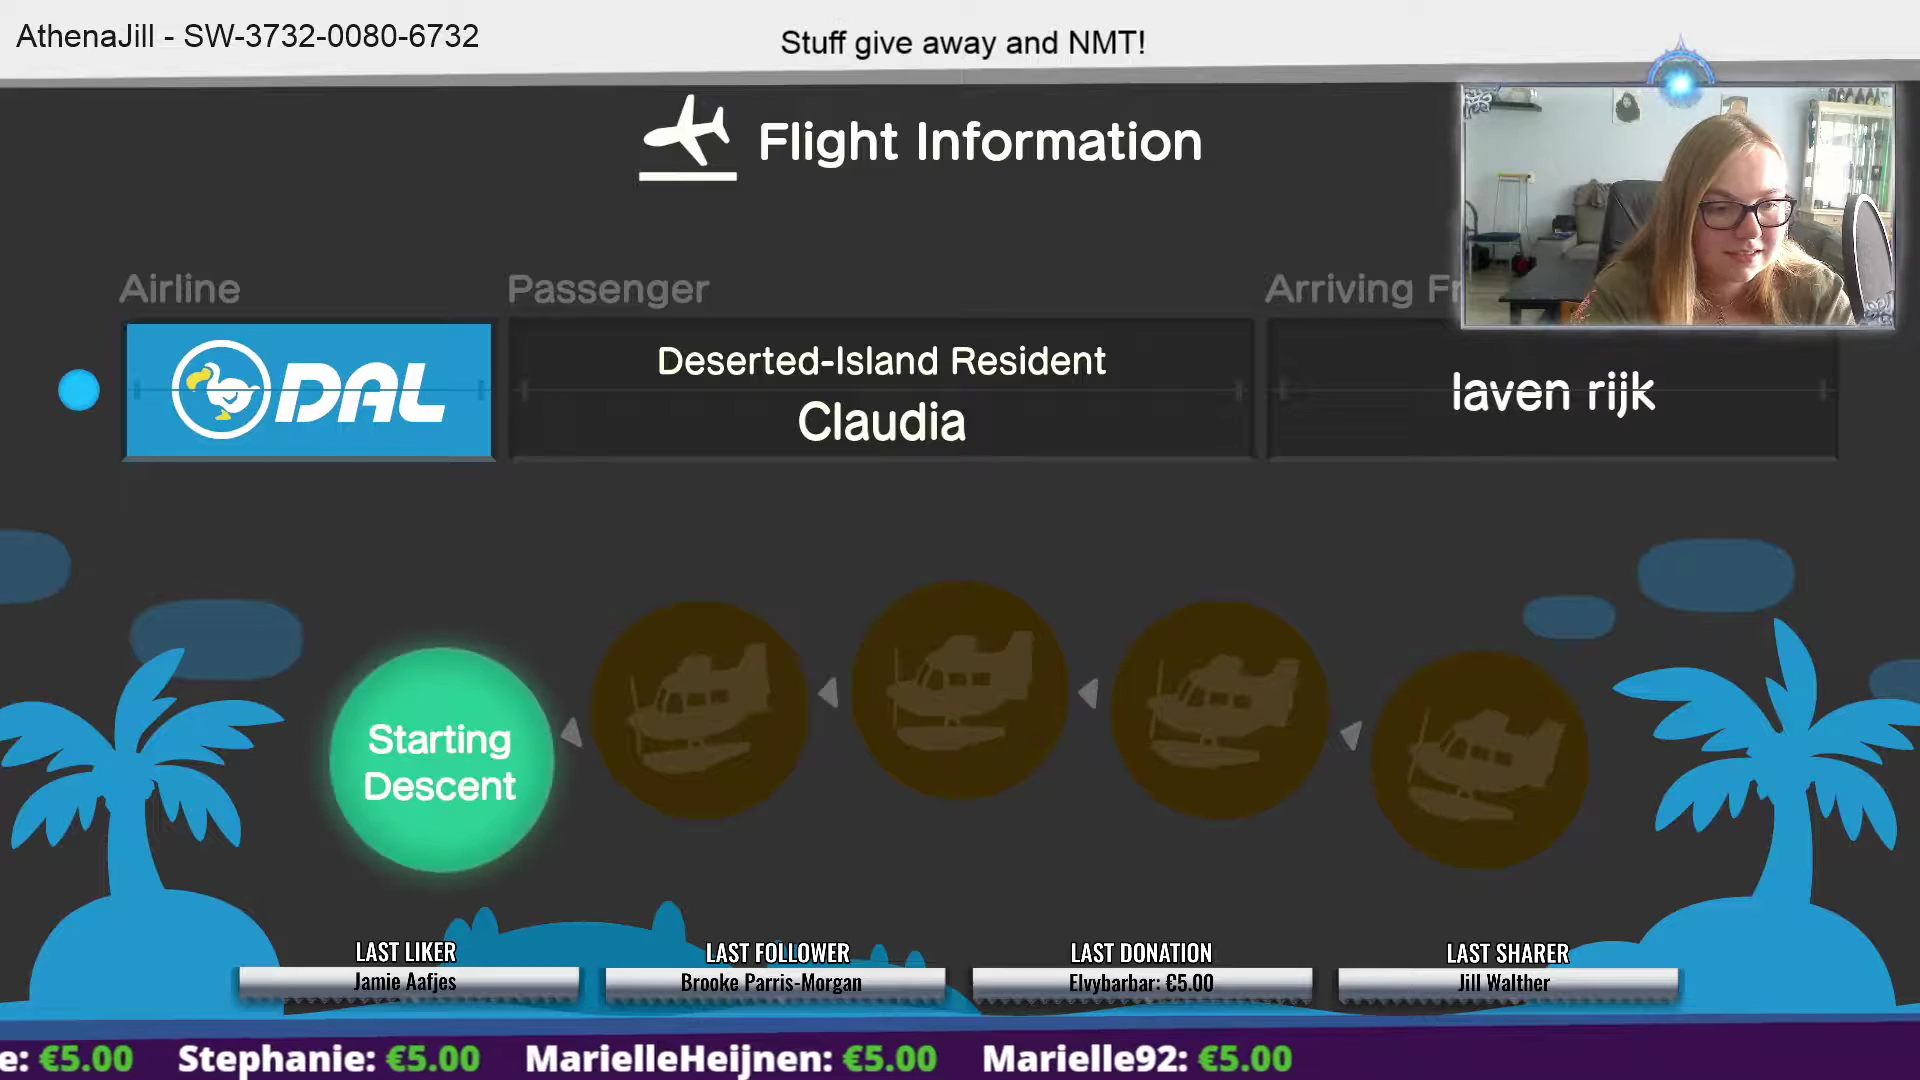 AthenaJill - SW-3732-0080-6732
Stuff give away and NMT!
Flight Information
Airline
Passenger
Arriving Fr
DAL
Deserted-Island Resident
Claudia
laven rijk
Starting
Descent
LAST LIKER
Jamie Aafjes
LAST FOLLOWER
Brooke Parris-Morgan
LAST DONATION
Elvybarbar: €5.00
LAST SHARER
Jill Walther
e: €5.00 Stephanie: €5.00 MarielleHeijnen: €5.00 Marielle92: €5.00